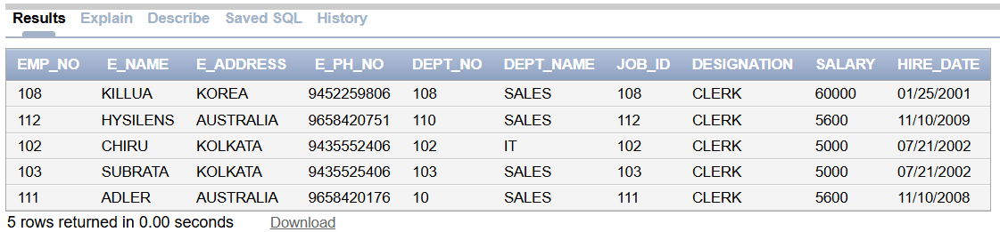 Results Explain Describe Saved SQL History
EMP_NO E_NAME E_ADDRESS E_PH_NO DEPT_NO DEPT_NAME JOB_ID DESIGNATION SALARY HIRE_DATE
108 KILLUA KOREA 9452259806 108 SALES 108 CLERK 60000 01/25/2001
112 HYSILENS AUSTRALIA 9658420751 110 SALES 112 CLERK 5600 11/10/2009
102 CHIRU KOLKATA 9435552406 102 IT 102 CLERK 5000 07/21/2002
103 SUBRATA KOLKATA 9435525406 103 SALES 103 CLERK 5000 07/21/2002
111 ADLER AUSTRALIA 9658420176 10 SALES 111 CLERK 5600 11/10/2008
5 rows returned in 0.00 seconds Download